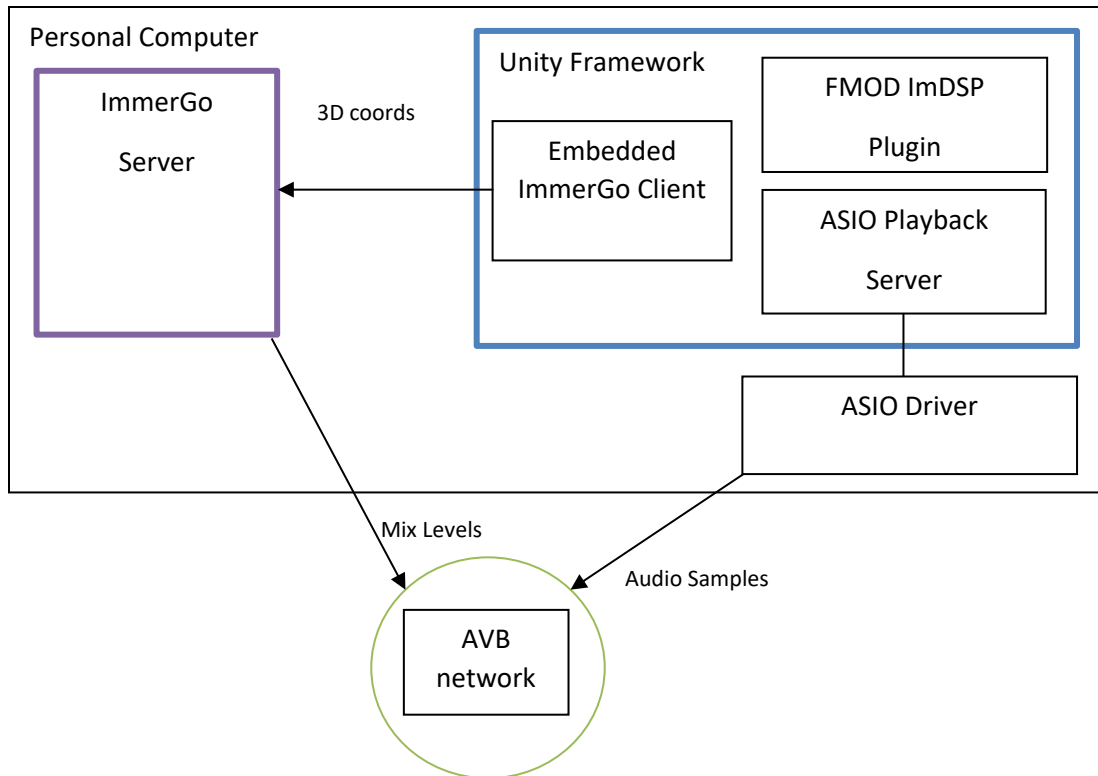 Personal Computer
ImmerGo
Server
3D coords
Unity Framework
Embedded
ImmerGo Client
FMOD ImDSP
Plugin
ASIO Playback
Server
ASIO Driver
Mix Levels
Audio Samples
AVB
network